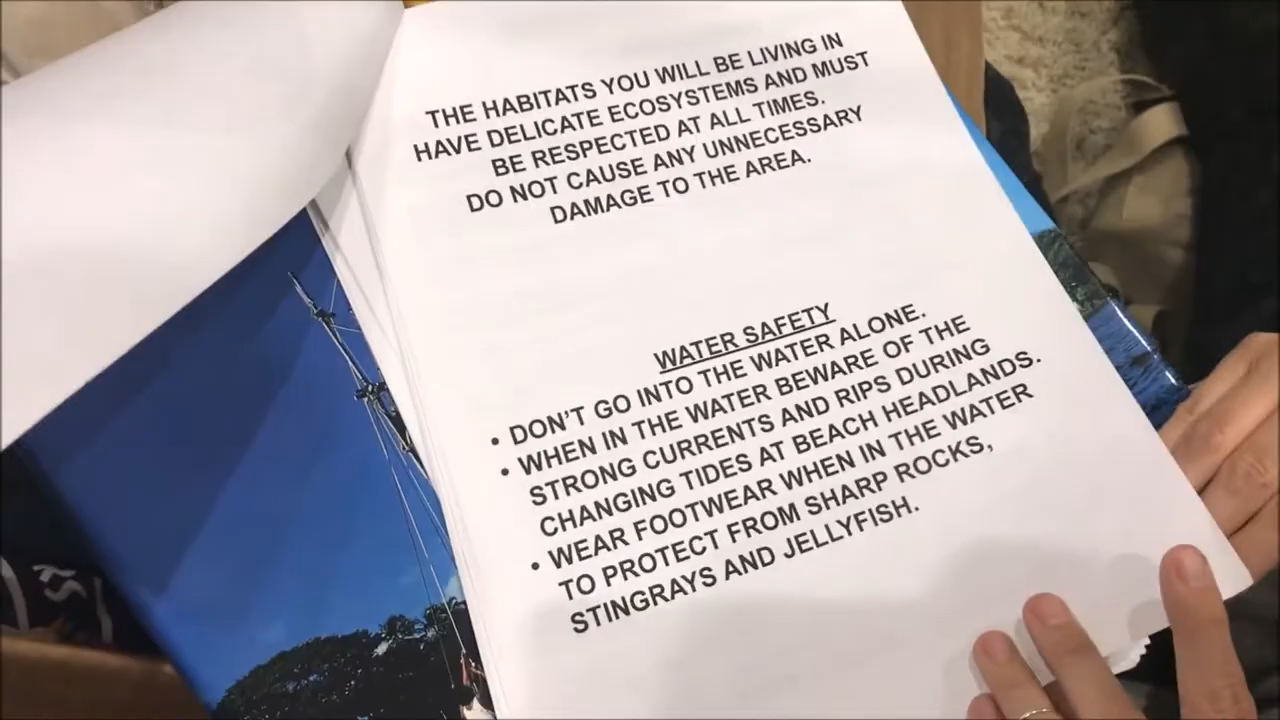 THE HABITATS YOU WILL BE LIVING IN
HAVE DELICATE ECOSYSTEMS AND MUST
BE RESPECTED AT ALL TIMES.
DO NOT CAUSE ANY UNNECESSARY
DAMAGE TO THE AREA.
WATER SAFETY
• DON'T GO INTO THE WATER ALONE.
• WHEN IN THE WATER BEWARE OF THE
STRONG CURRENTS AND RIPS DURING
CHANGING TIDES AT BEACH HEADLANDS.
• WEAR FOOTWEAR WHEN IN THE WATER
TO PROTECT FROM SHARP ROCKS,
STINGRAYS AND JELLYFISH.